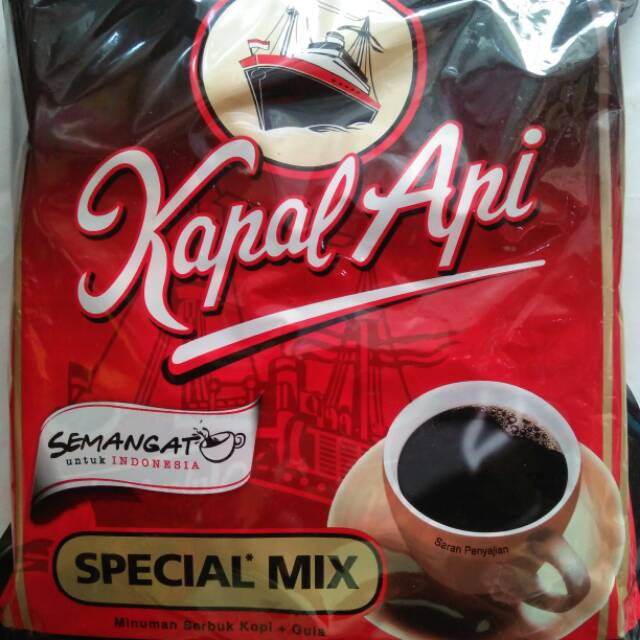 Kapal Api
SEMANGAT
untuk INDONESIA
Saran Penyajian
SPECIAL* MIX
Minuman Serbuk Kopi + Gula